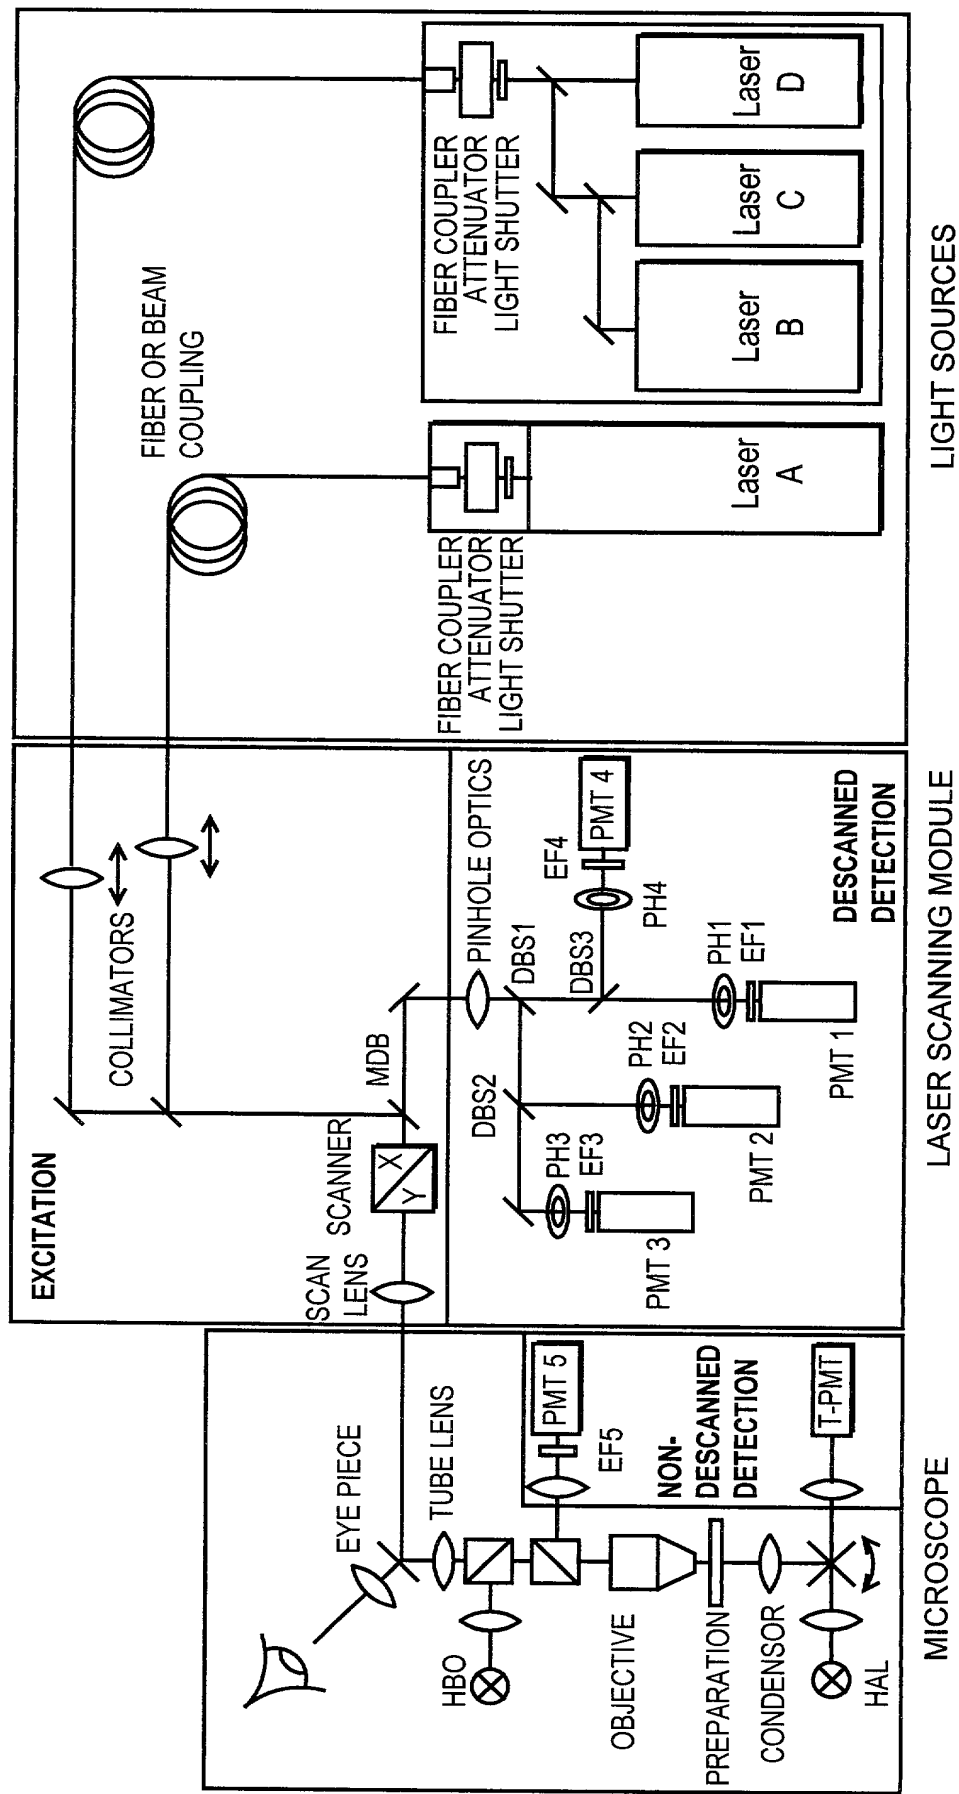 MICROSCOPE
EYE PIECE
TUBE LENS
HBO
OBJECTIVE
PREPARATION
CONDENSOR
HAL
PMT 5
EF5
NON-
DESCANNED
DETECTION
T-PMT
LASER SCANNING MODULE
EXCITATION
SCAN
LENS
SCANNER
Y
X
MDB
COLLIMATORS
PINHOLE OPTICS
DBS1
DBS2
DBS3
PH3
EF3
PMT 3
PH2
EF2
PMT 2
PH1
EF1
PMT 1
EF4
PH4
PMT 4
DESCANNED
DETECTION
LIGHT SOURCES
FIBER OR BEAM
COUPLING
FIBER COUPLER
ATTENUATOR
LIGHT SHUTTER
Laser
A
FIBER COUPLER
ATTENUATOR
LIGHT SHUTTER
Laser
B
Laser
C
Laser
D